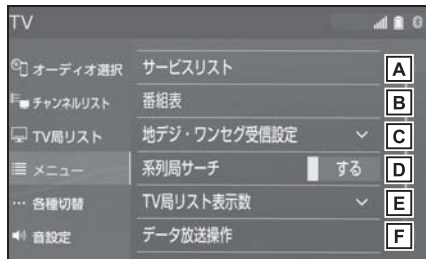 TV
オーディオ選択
サービスリスト
A
チャンネルリスト
番組表
B
TV局リスト
地デジ・ワンセグ受信設定
C
メニュー
系列局サーチ
する
D
各種切替
TV局リスト表示数
E
音設定
データ放送操作
F